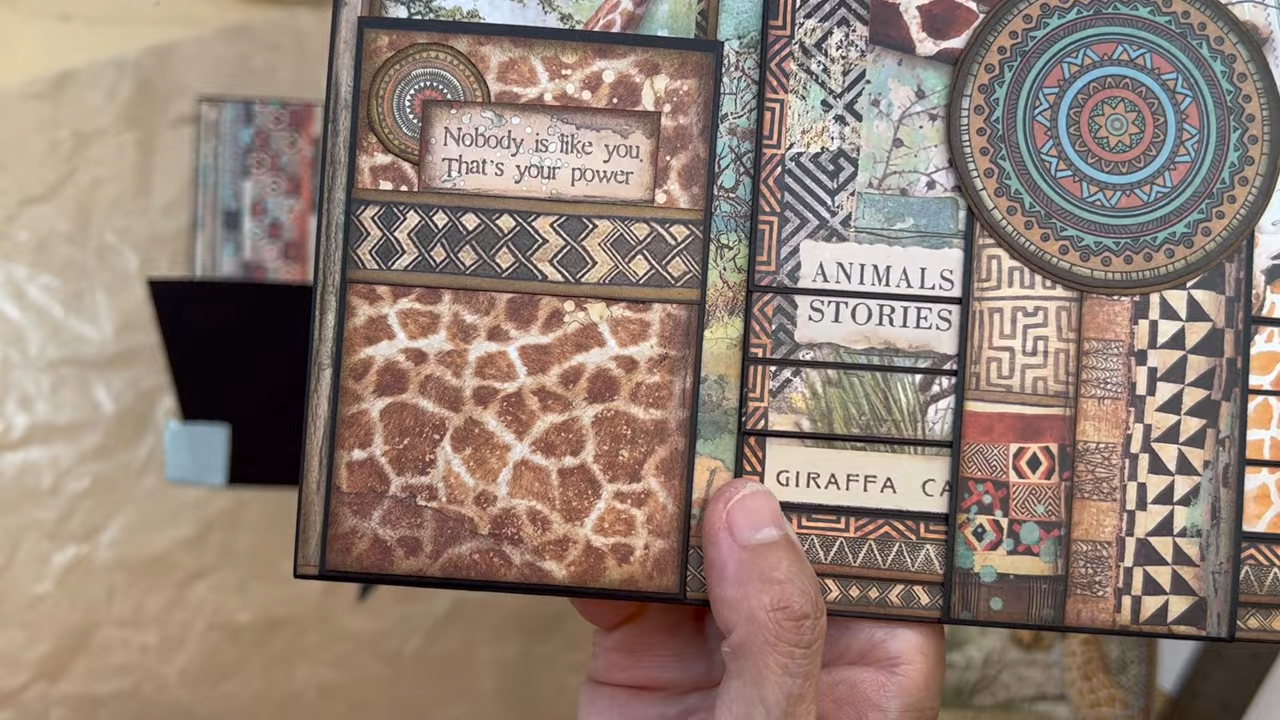 Nobody is like you
That's your power
ANIMALS
STORIES
GIRAFFA